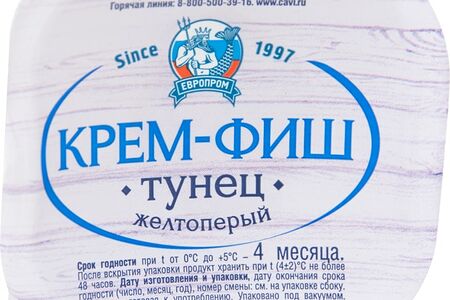 Горячая линия: 8-800-500-39-16. www.cavi.ru
Since 1997
ЕВРОПРОМ
КРЕМ-ФИШ
• тунец •
желтоперый
Срок годности при t от 0°С до +5°С – 4 месяца.
После вскрытия упаковки продукт хранить при t (4±2)°С не более
48 часов. Дату изготовления и упаковки, дату окончания срока
годности (число, месяц, год), номер смены: см. на упаковке сбоку.
к употреблению. Упаковано под вакуумом.